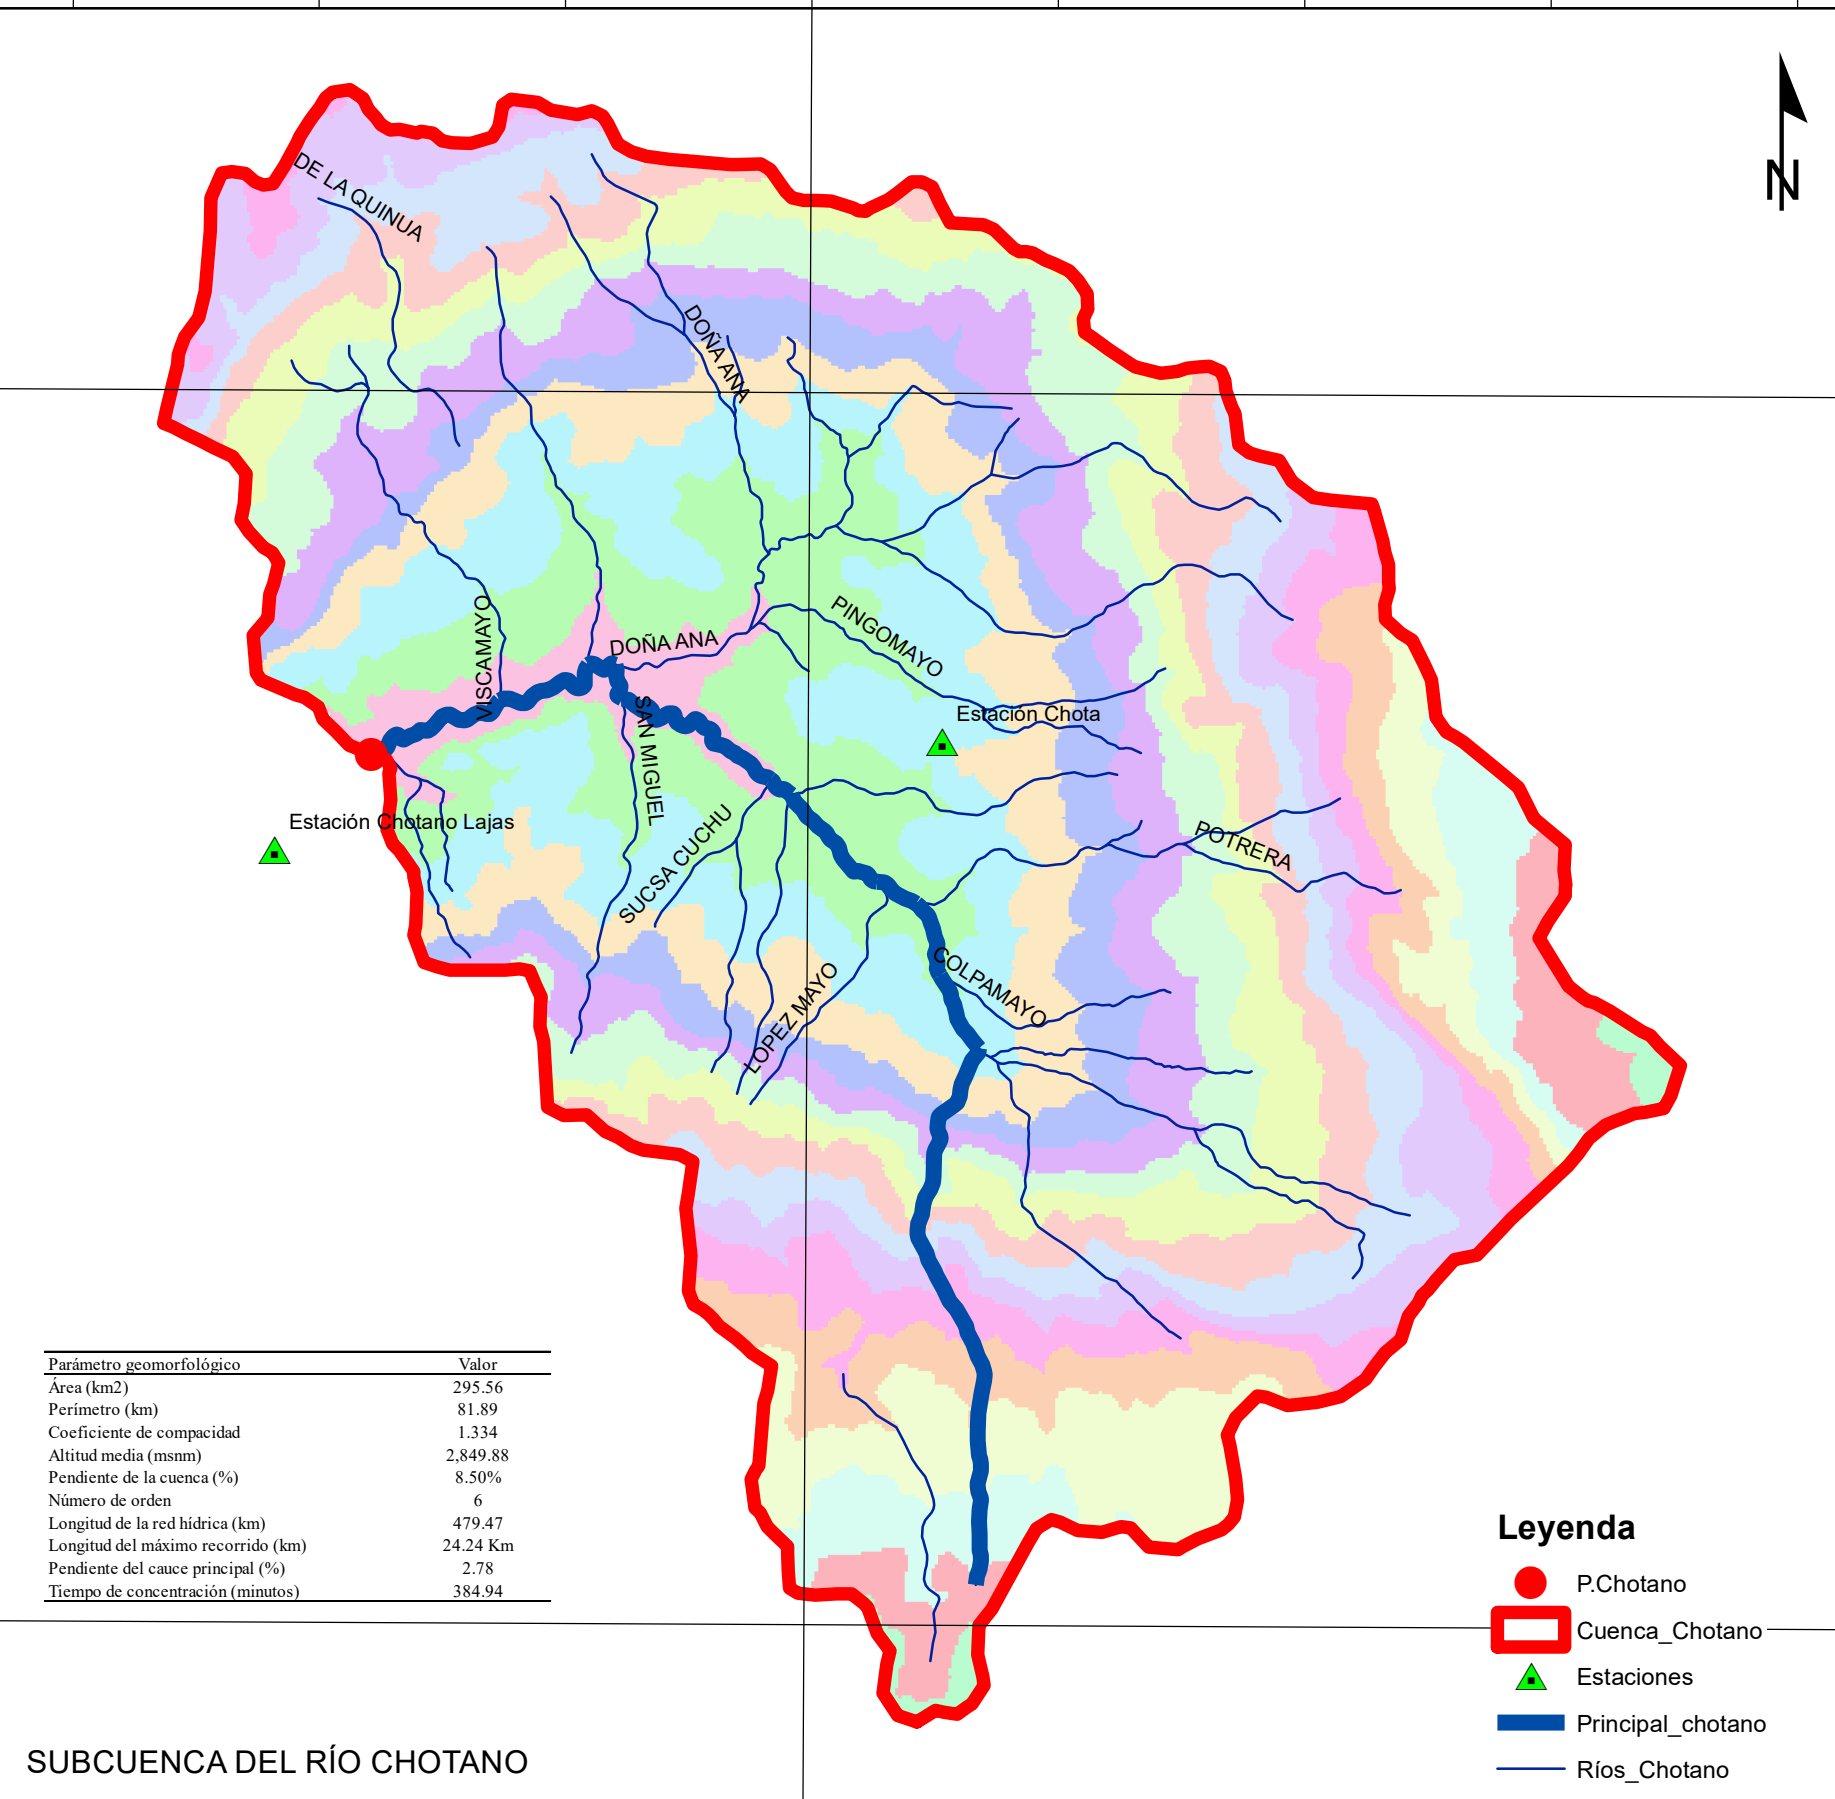 N
DE LA QUINUA
DOÑA ANA
VISCAMAYO
DOÑA ANA
PINGOMAYO
SAN MIGUEL
Estación Chota
Estación Chotano Lajas
SUCSA CUCHU
POTRERA
LOPEZ MAYO
COLPAMAYO
Parámetro geomorfológico Valor
Área (km2) 295.56
Perímetro (km) 81.89
Coeficiente de compacidad 1.334
Altitud media (msnm) 2,849.88
Pendiente de la cuenca (%) 8.50%
Número de orden 6
Longitud de la red hídrica (km) 479.47
Longitud del máximo recorrido (km) 24.24 Km
Pendiente del cauce principal (%) 2.78
Tiempo de concentración (minutos) 384.94
Leyenda
P.Chotano
Cuenca_Chotano
Estaciones
Principal_chotano
Ríos_Chotano
SUBCUENCA DEL RÍO CHOTANO